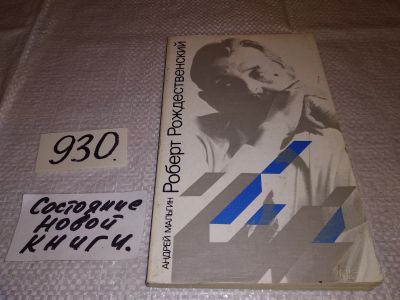 930.
Состояние
новой
книги.
АНДРЕЙ МАЛЬГИН
Роберт Рождественский